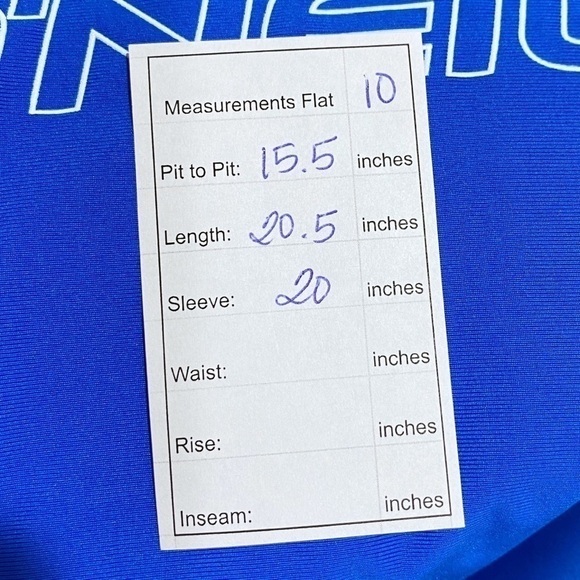 O'NEIL
Measurements Flat 10
Pit to Pit: 15.5 inches
Length: 20.5 inches
Sleeve: 20 inches
Waist: inches
Rise: inches
Inseam: inches